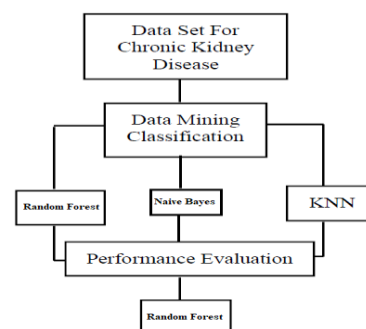 Data Set For
Chronic Kidney
Disease
Data Mining
Classification
Random Forest
Naive Bayes
KNN
Performance Evaluation
Random Forest